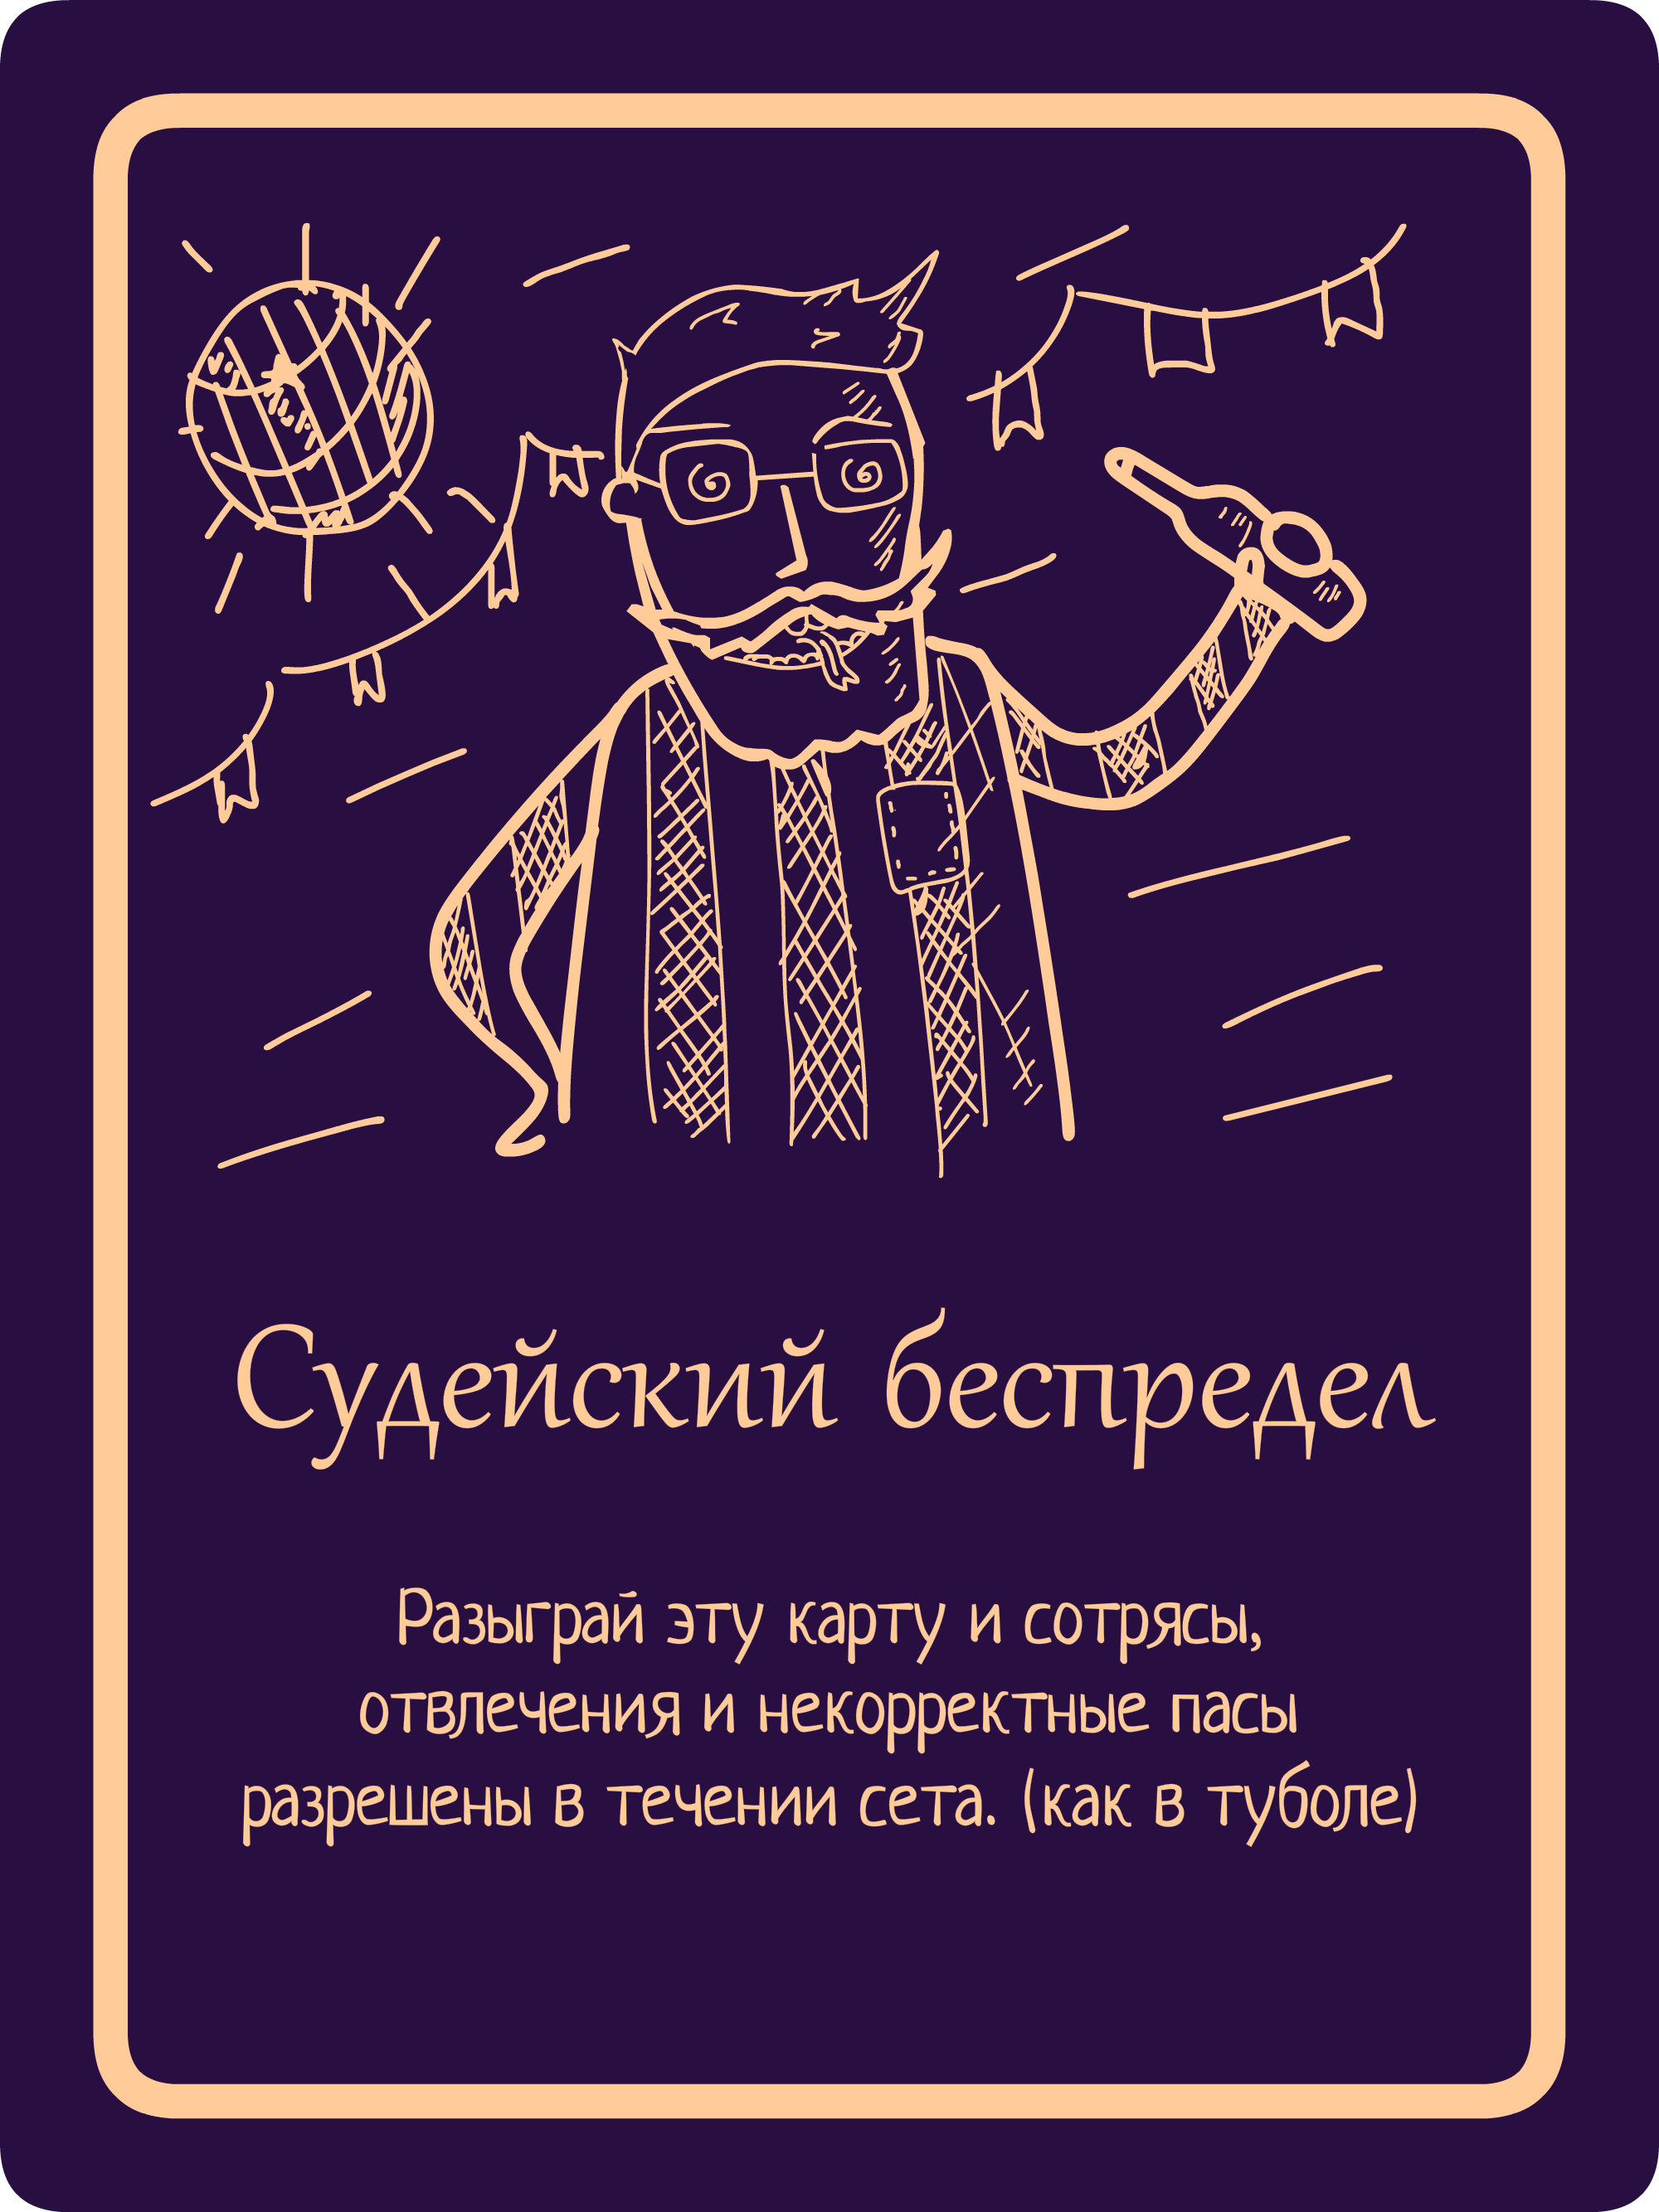 Судейский беспредел
Разыграй эту карту и сотрясы,
отвлечения и некорректные пасы
разрешены в течении сета. (как в туболе)